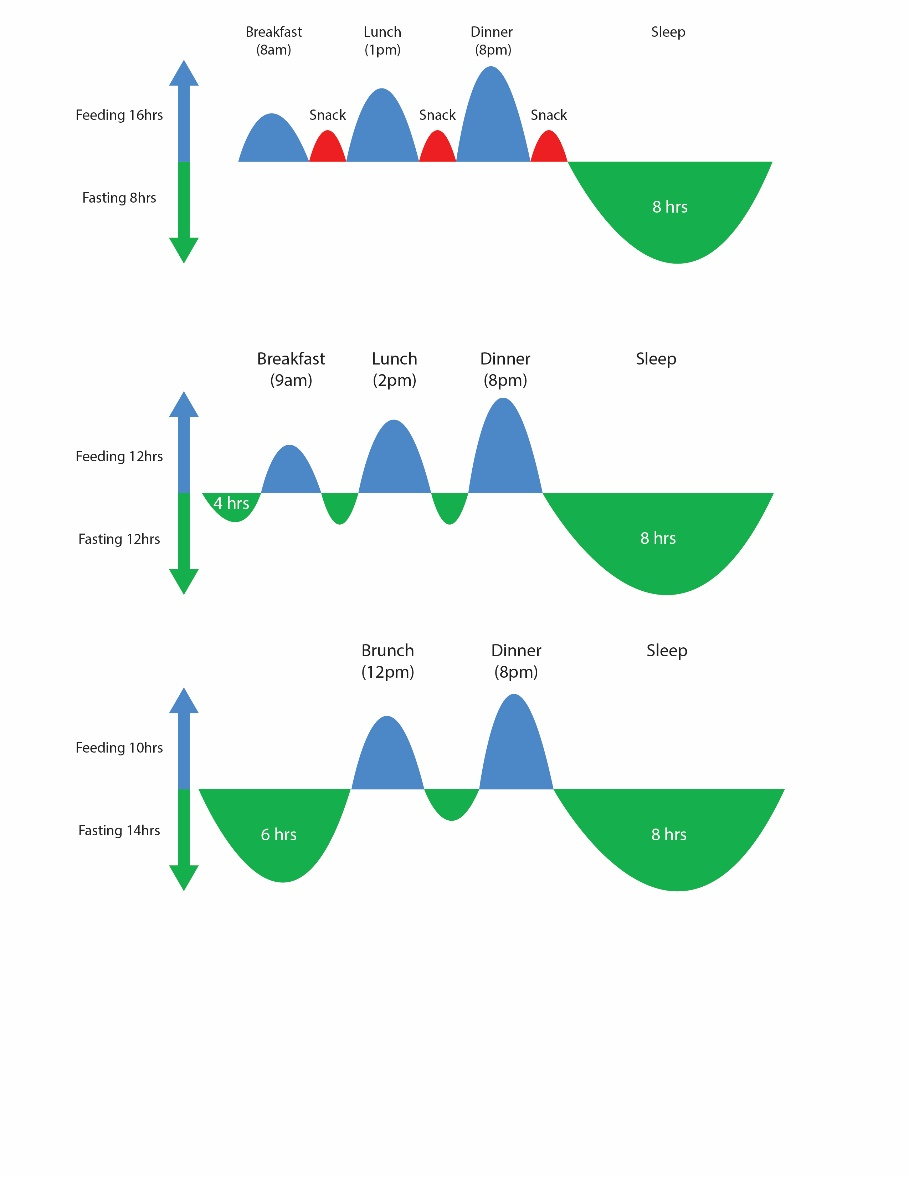 Breakfast
(8am)
Lunch
(1pm)
Dinner
(8pm)
Sleep
Feeding 16hrs
Snack
Snack
Snack
Fasting 8hrs
8 hrs
Breakfast
(9am)
Lunch
(2pm)
Dinner
(8pm)
Sleep
Feeding 12hrs
4 hrs
Fasting 12hrs
8 hrs
Brunch
(12pm)
Dinner
(8pm)
Sleep
Feeding 10hrs
Fasting 14hrs
6 hrs
8 hrs